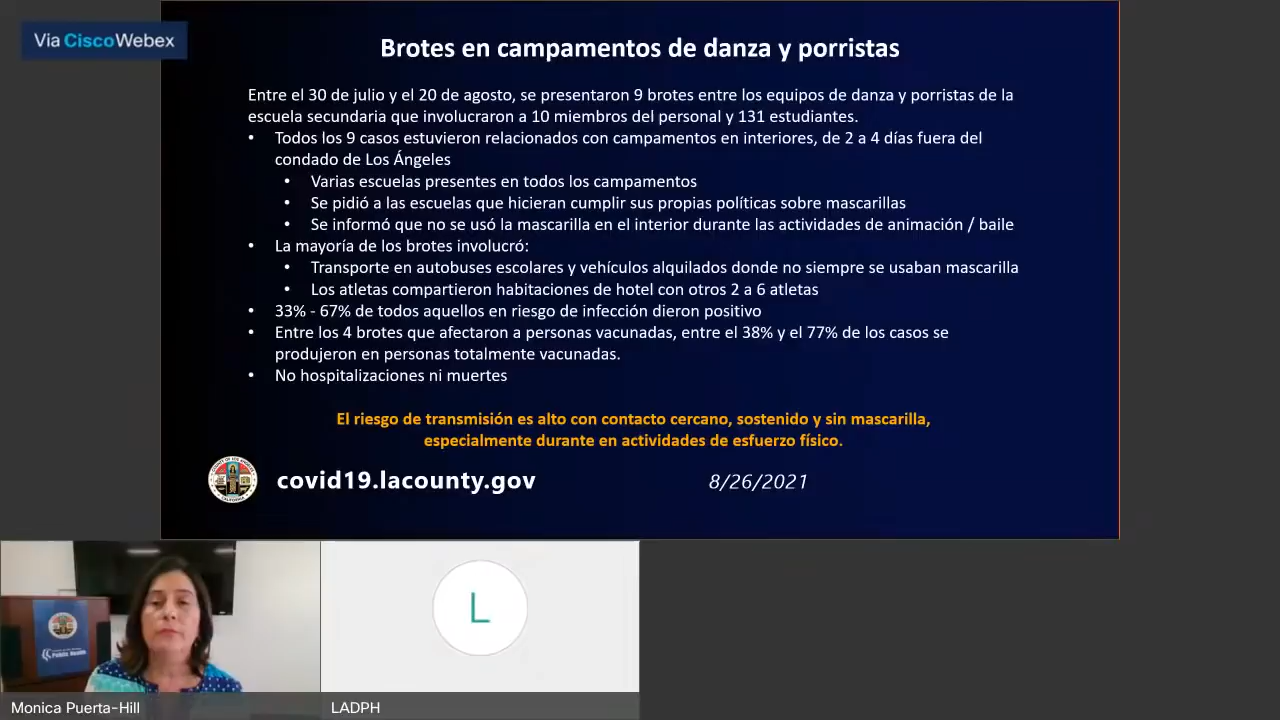 Vía CiscoWebex
Brotes en campamentos de danza y porristas
Entre el 30 de julio y el 20 de agosto, se presentaron 9 brotes entre los equipos de danza y porristas de la
escuela secundaria que involucraron a 10 miembros del personal y 131 estudiantes.
• Todos los 9 casos estuvieron relacionados con campamentos en interiores, de 2 a 4 días fuera del
condado de Los Ángeles
• Varias escuelas presentes en todos los campamentos
• Se pidió a las escuelas que hicieran cumplir sus propias políticas sobre mascarillas
• Se informó que no se usó la mascarilla en el interior durante las actividades de animación / baile
• La mayoría de los brotes involucró:
• Transporte en autobuses escolares y vehículos alquilados donde no siempre se usaban mascarilla
• Los atletas compartieron habitaciones de hotel con otros 2 a 6 atletas
• 33% - 67% de todos aquellos en riesgo de infección dieron positivo
• Entre los 4 brotes que afectaron a personas vacunadas, entre el 38% y el 77% de los casos se
produjeron en personas totalmente vacunadas.
• No hospitalizaciones ni muertes
El riesgo de transmisión es alto con contacto cercano, sostenido y sin mascarilla,
especialmente durante en actividades de esfuerzo físico.
covid19.lacounty.gov
8/26/2021
Public Health
L
Monica Puerta-Hill
LADPH